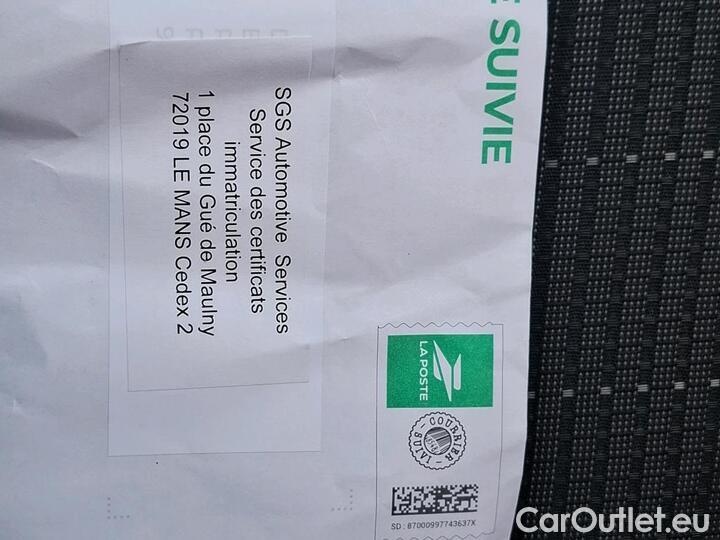 E SUIVIE
SGS Automotive Services
Service des certificats
immatriculation
1 place du Gué de Maulny
72019 LE MANS Cedex 2
LA POSTE
COURRIER
SUIVI
SD : 87000997743637X
CarOutlet.eu